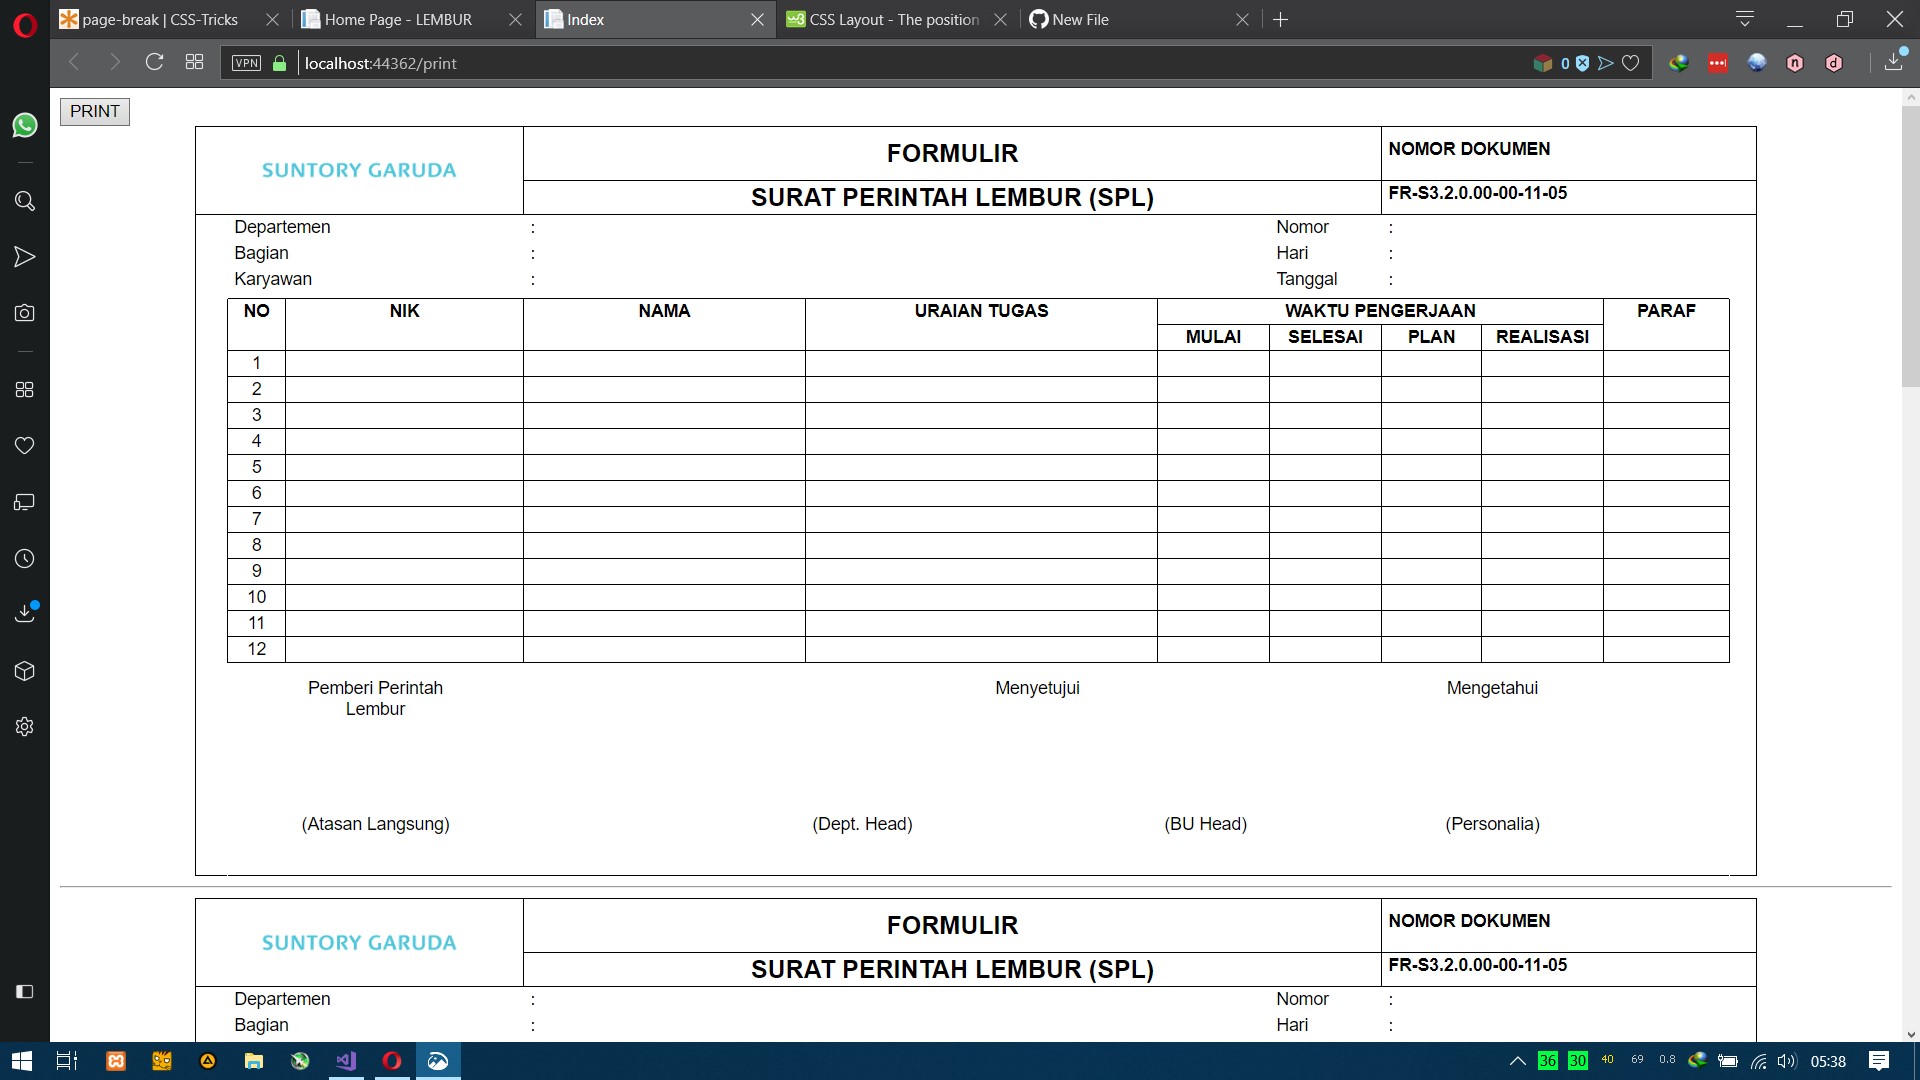 page-break | CSS-Tricks
Home Page - LEMBUR
Index
CSS Layout - The position
New File
VPN
localhost:44362/print
0
PRINT
SUNTORY GARUDA
FORMULIR
NOMOR DOKUMEN
SURAT PERINTAH LEMBUR (SPL)
FR-S3.2.0.00-00-11-05
Departemen : Nomor :
Bagian : Hari :
Karyawan : Tanggal :
NO NIK NAMA URAIAN TUGAS WAKTU PENGERJAAN PARAF
MULAI SELESAI PLAN REALISASI
1
2
3
4
5
6
7
8
9
10
11
12
Pemberi Perintah Menyetujui Mengetahui
Lembur
(Atasan Langsung) (Dept. Head) (BU Head) (Personalia)
SUNTORY GARUDA
FORMULIR
NOMOR DOKUMEN
SURAT PERINTAH LEMBUR (SPL)
FR-S3.2.0.00-00-11-05
Departemen : Nomor :
Bagian : Hari :
36 30 40 69 0.8 05:38